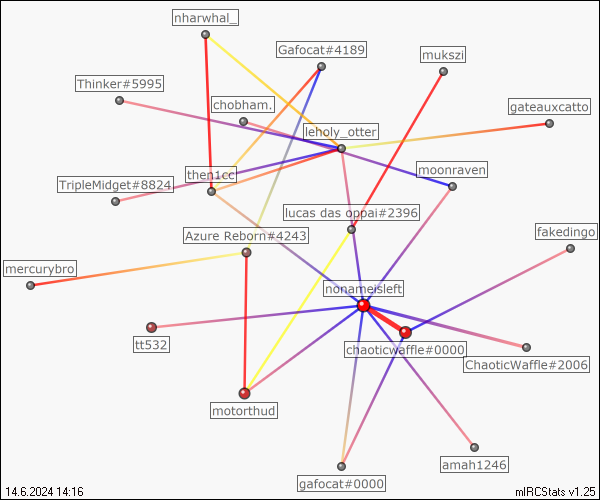 nharwhal_
Gafocat#4189
mukszi
Thinker#5995
chobham.
gateauxcatto
leholy_otter
then1cc
moonraven
TripleMidget#8824
lucas das oppai#2396
Azure Reborn#4243
fakedingo
mercurybro
nonameisleft
tt532
chaoticwaffle#0000
ChaoticWaffle#2006
motorthud
amah1246
gafocat#0000
14.6.2024 14:16
mIRCStats v1.25